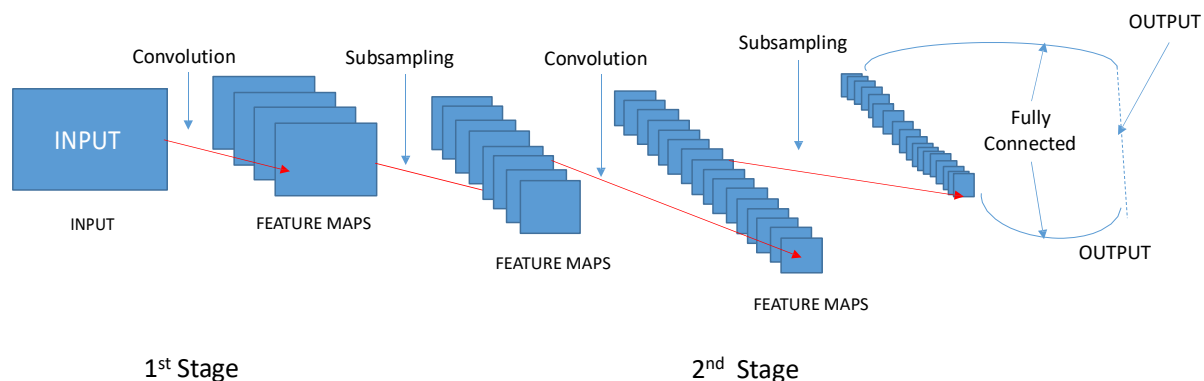 OUTPUT
Convolution
Subsampling
Convolution
Subsampling
INPUT
Fully
Connected
INPUT
FEATURE MAPS
FEATURE MAPS
FEATURE MAPS
OUTPUT
1st Stage
2nd Stage